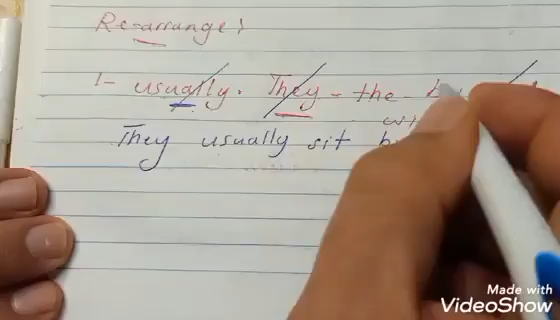 Re-arrange:
1- usually. They - the -
They usually sit
Made with
VideoShow